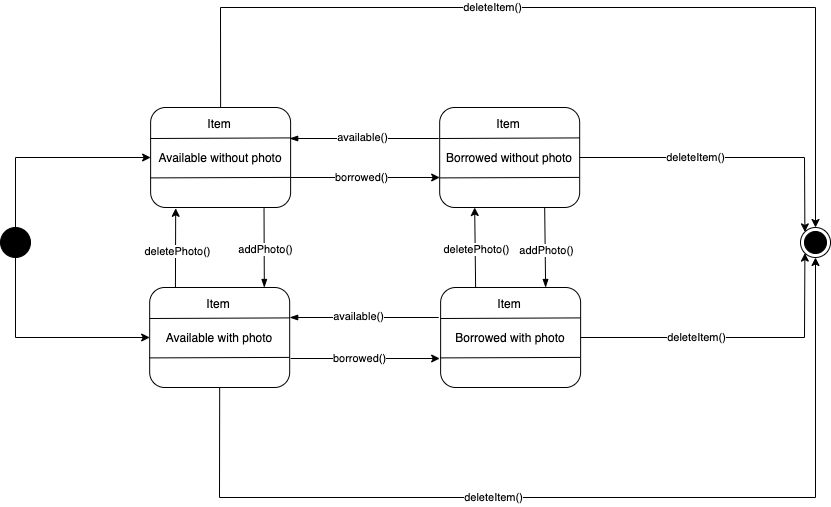 deleteItem()
Item
Item
available()
Available without photo
Borrowed without photo
deleteItem()
borrowed()
deletePhoto()
addPhoto()
deletePhoto()
addPhoto()
Item
Item
available()
Available with photo
Borrowed with photo
deleteItem()
borrowed()
deleteItem()